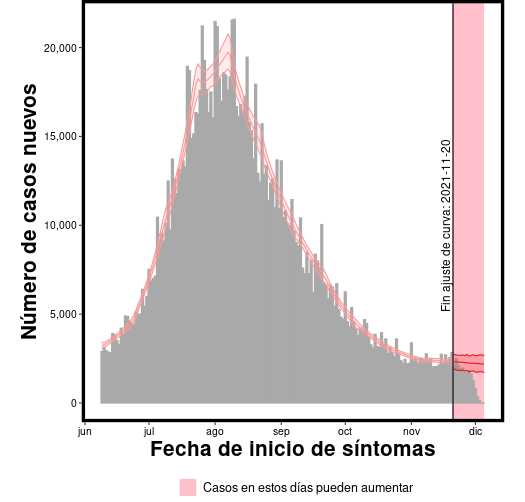 Número de casos nuevos
20,000
15,000
10,000
5,000
0
Fin ajuste de curva: 2021-11-20
jun jul ago sep oct nov dic
Fecha de inicio de síntomas
Casos en estos días pueden aumentar